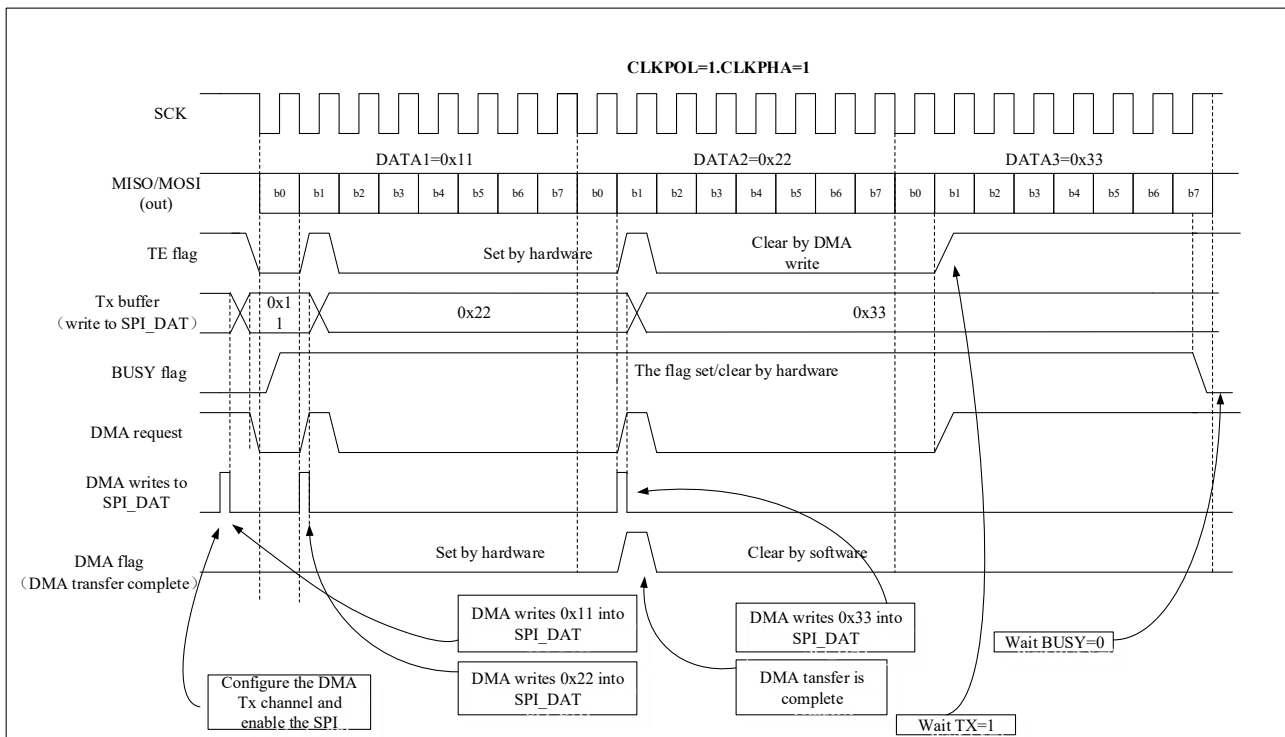 CLKPOL=1.CLKPHA=1
SCK
DATA1=0x11 DATA2=0x22 DATA3=0x33
MISO/MOSI
(out)
b0 b1 b2 b3 b4 b5 b6 b7 b0 b1 b2 b3 b4 b5 b6 b7 b0 b1 b2 b3 b4 b5 b6 b7
TE flag
Set by hardware
Clear by DMA
write
Tx buffer
（write to SPI_DAT）
0x1
1
0x22
0x33
BUSY flag
The flag set/clear by hardware
DMA request
DMA writes to
SPI_DAT
DMA flag
（DMA transfer complete）
Set by hardware
Clear by software
DMA writes 0x11 into
SPI_DAT
DMA writes 0x33 into
SPI_DAT
Wait BUSY=0
Configure the DMA
Tx channel and
enable the SPI
DMA writes 0x22 into
SPI_DAT
DMA tansfer is
complete
Wait TX=1